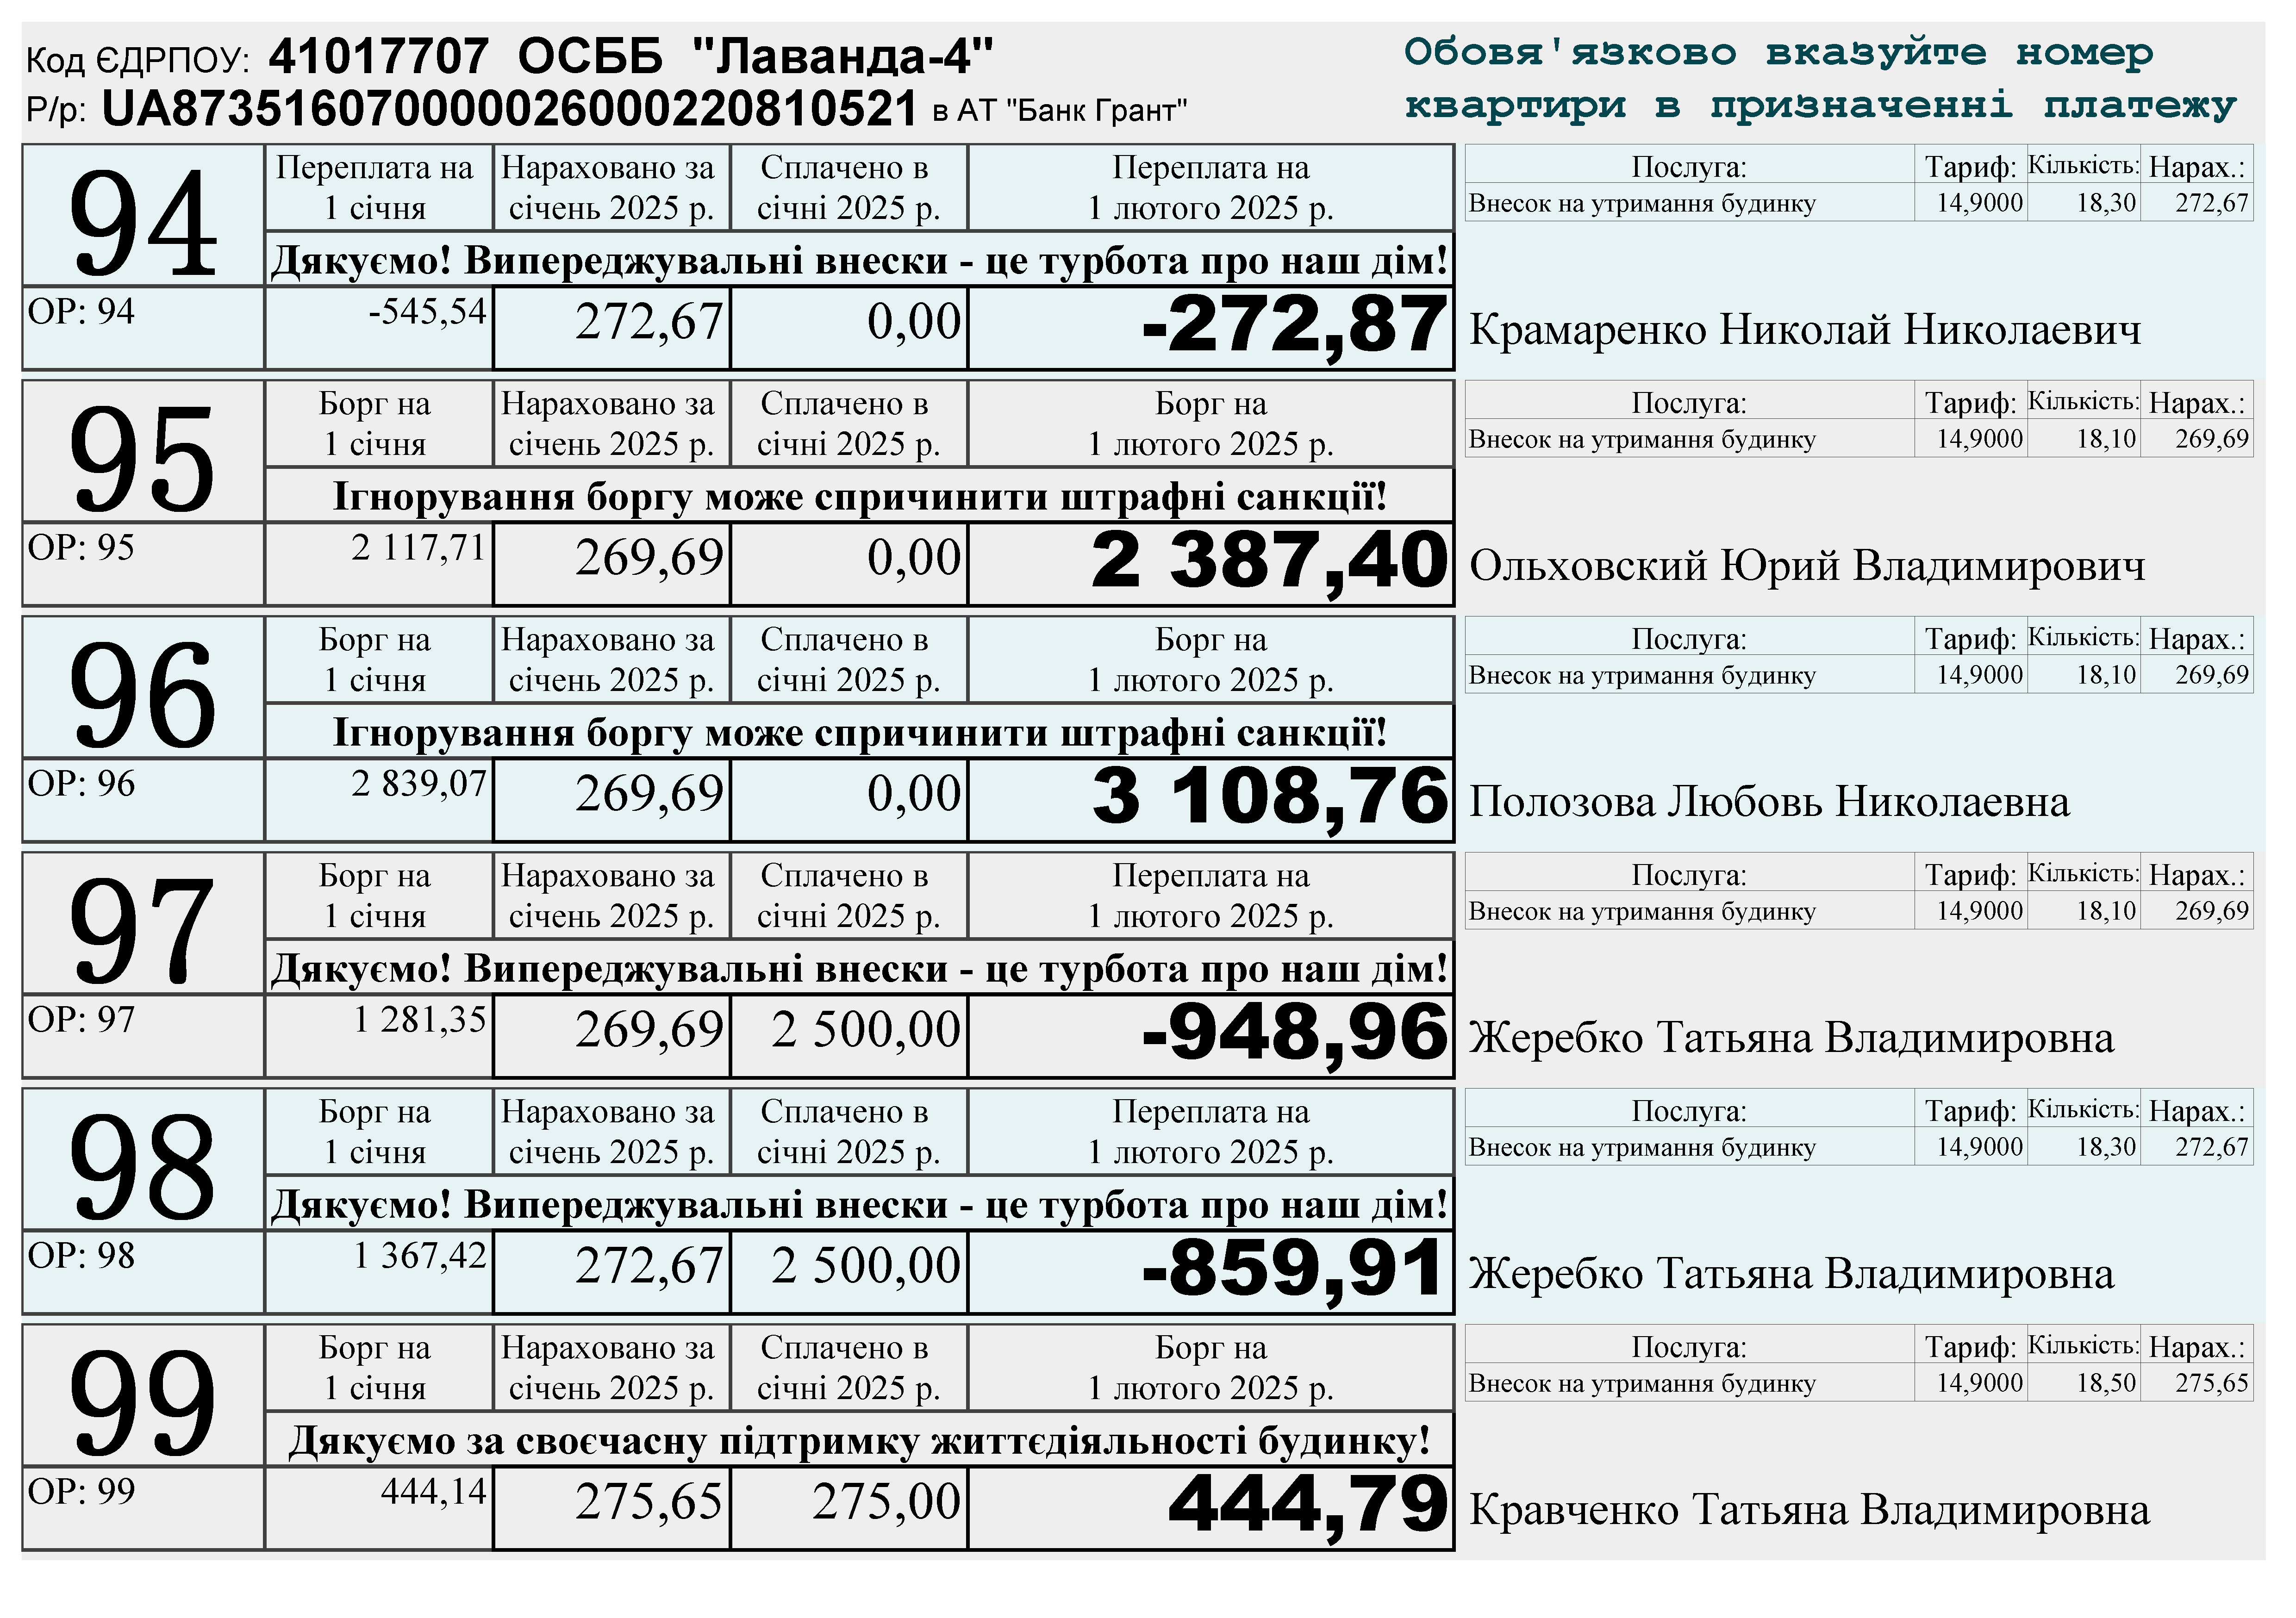 Код ЄДРПОУ: 41017707 ОСББ "Лаванда-4"
Р/р: UA873516070000026000220810521 в АТ "Банк Грант"
Обовя'язково вказуйте номер
квартири в призначенні платежу
94
Переплата на
1 січня
Нараховано за
січень 2025 р.
Сплачено в
січні 2025 р.
Переплата на
1 лютого 2025 р.
Дякуємо! Випереджувальні внески - це турбота про наш дім!
ОР: 94 -545,54 272,67 0,00 -272,87
Послуга: Тариф: Кількість: Нарах.:
Внесок на утримання будинку 14,9000 18,30 272,67
Крамаренко Николай Николаевич
95
Борг на
1 січня
Нараховано за
січень 2025 р.
Сплачено в
січні 2025 р.
Борг на
1 лютого 2025 р.
Ігнорування боргу може спричинити штрафні санкції!
ОР: 95 2 117,71 269,69 0,00 2 387,40
Послуга: Тариф: Кількість: Нарах.:
Внесок на утримання будинку 14,9000 18,10 269,69
Ольховский Юрий Владимирович
96
Борг на
1 січня
Нараховано за
січень 2025 р.
Сплачено в
січні 2025 р.
Борг на
1 лютого 2025 р.
Ігнорування боргу може спричинити штрафні санкції!
ОР: 96 2 839,07 269,69 0,00 3 108,76
Послуга: Тариф: Кількість: Нарах.:
Внесок на утримання будинку 14,9000 18,10 269,69
Полозова Любовь Николаевна
97
Борг на
1 січня
Нараховано за
січень 2025 р.
Сплачено в
січні 2025 р.
Переплата на
1 лютого 2025 р.
Дякуємо! Випереджувальні внески - це турбота про наш дім!
ОР: 97 1 281,35 269,69 2 500,00 -948,96
Послуга: Тариф: Кількість: Нарах.:
Внесок на утримання будинку 14,9000 18,10 269,69
Жеребко Татьяна Владимировна
98
Борг на
1 січня
Нараховано за
січень 2025 р.
Сплачено в
січні 2025 р.
Переплата на
1 лютого 2025 р.
Дякуємо! Випереджувальні внески - це турбота про наш дім!
ОР: 98 1 367,42 272,67 2 500,00 -859,91
Послуга: Тариф: Кількість: Нарах.:
Внесок на утримання будинку 14,9000 18,30 272,67
Жеребко Татьяна Владимировна
99
Борг на
1 січня
Нараховано за
січень 2025 р.
Сплачено в
січні 2025 р.
Борг на
1 лютого 2025 р.
Дякуємо за своєчасну підтримку життєдіяльності будинку!
ОР: 99 444,14 275,65 275,00 444,79
Послуга: Тариф: Кількість: Нарах.:
Внесок на утримання будинку 14,9000 18,50 275,65
Кравченко Татьяна Владимировна